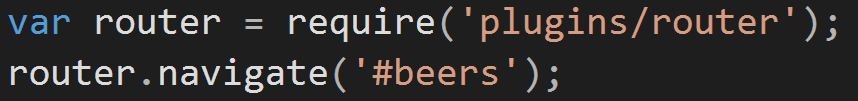 var router = require('plugins/router');
router.navigate('#beers');